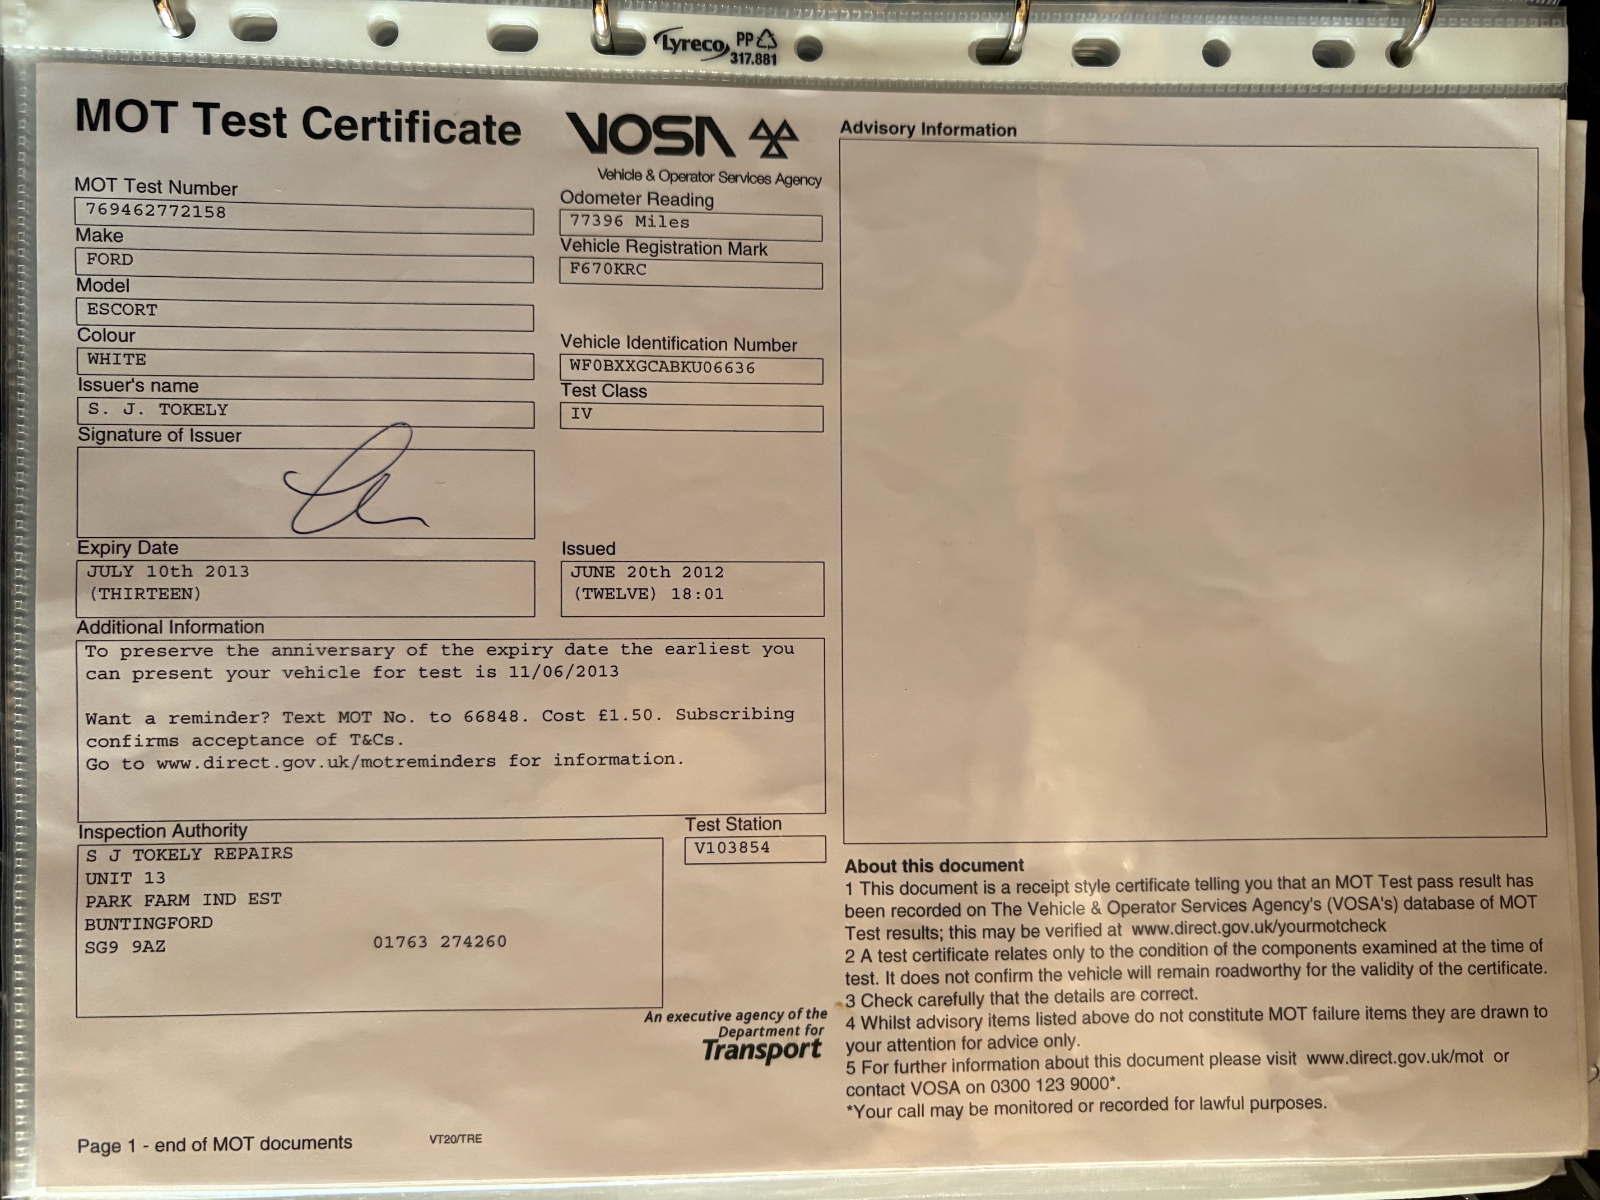 Lyreco PP
317.881
MOT Test Certificate
VOSA
Vehicle & Operator Services Agency
MOT Test Number
769462772158
Make
FORD
Model
ESCORT
Colour
WHITE
Issuer's name
S. J. TOKELY
Signature of Issuer
Odometer Reading
77396 Miles
Vehicle Registration Mark
F670KRC
Vehicle Identification Number
WF0BXXGCABKU06636
Test Class
IV
Expiry Date
JULY 10th 2013
(THIRTEEN)
Issued
JUNE 20th 2012
(TWELVE) 18:01
Additional Information
To preserve the anniversary of the expiry date the earliest you
can present your vehicle for test is 11/06/2013
Want a reminder? Text MOT No. to 66848. Cost £1.50. Subscribing
confirms acceptance of T&Cs.
Go to www.direct.gov.uk/motreminders for information.
Inspection Authority
S J TOKELY REPAIRS
UNIT 13
PARK FARM IND EST
BUNTINGFORD
SG9 9AZ 01763 274260
Test Station
V103854
An executive agency of the
Department for
Transport
Page 1 - end of MOT documents
VT20/TRE
Advisory Information
About this document
1 This document is a receipt style certificate telling you that an MOT Test pass result has
been recorded on The Vehicle & Operator Services Agency's (VOSA's) database of MOT
Test results; this may be verified at www.direct.gov.uk/yourmotcheck
2 A test certificate relates only to the condition of the components examined at the time of
test. It does not confirm the vehicle will remain roadworthy for the validity of the certificate.
3 Check carefully that the details are correct.
4 Whilst advisory items listed above do not constitute MOT failure items they are drawn to
your attention for advice only.
5 For further information about this document please visit www.direct.gov.uk/mot or
contact VOSA on 0300 123 9000*.
*Your call may be monitored or recorded for lawful purposes.